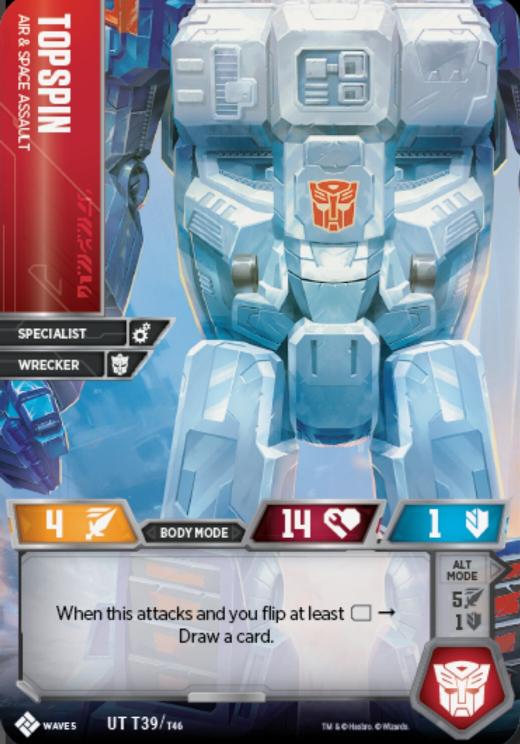 TOPSPIN
AIR & SPACE ASSAULT
SPECIALIST
WRECKER
4
BODY MODE
14
1
ALT
MODE
5
1
When this attacks and you flip at least →
Draw a card.
WAVE 5
UT T39/T46
TM & © Hasbro. © Wizards.